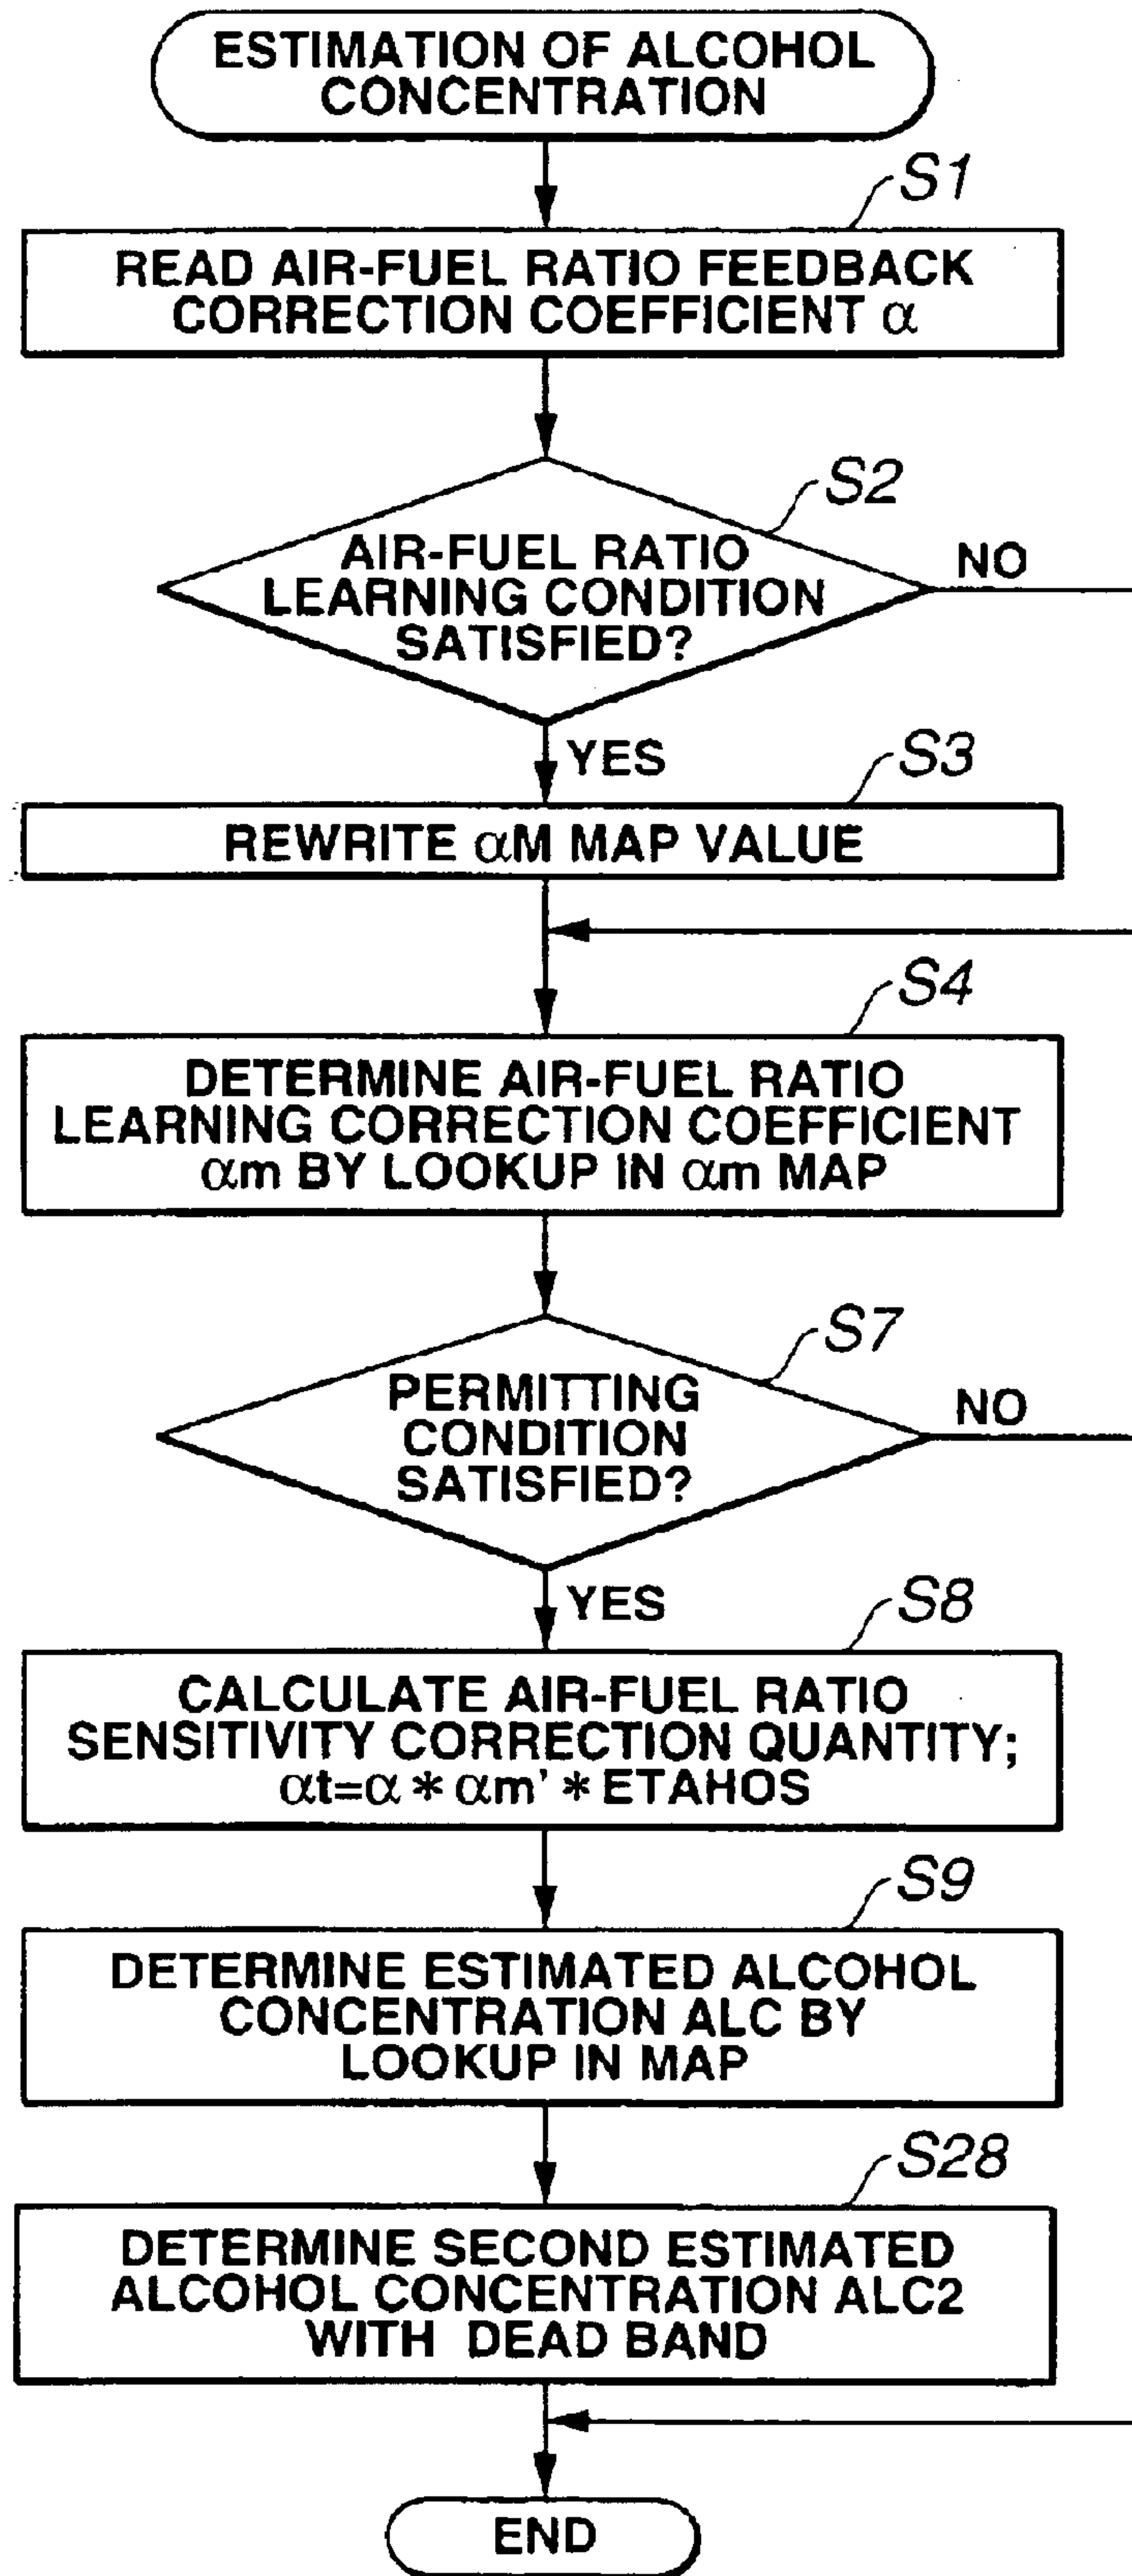 ESTIMATION OF ALCOHOL
CONCENTRATION
S1
READ AIR-FUEL RATIO FEEDBACK
CORRECTION COEFFICIENT α
S2
AIR-FUEL RATIO
LEARNING CONDITION
SATISFIED?
NO
YES
S3
REWRITE αM MAP VALUE
S4
DETERMINE AIR-FUEL RATIO
LEARNING CORRECTION COEFFICIENT
αm BY LOOKUP IN αm MAP
S7
PERMITTING
CONDITION
SATISFIED?
NO
YES
S8
CALCULATE AIR-FUEL RATIO
SENSITIVITY CORRECTION QUANTITY;
αt=α * αm' * ETAHOS
S9
DETERMINE ESTIMATED ALCOHOL
CONCENTRATION ALC BY
LOOKUP IN MAP
S28
DETERMINE SECOND ESTIMATED
ALCOHOL CONCENTRATION ALC2
WITH DEAD BAND
END